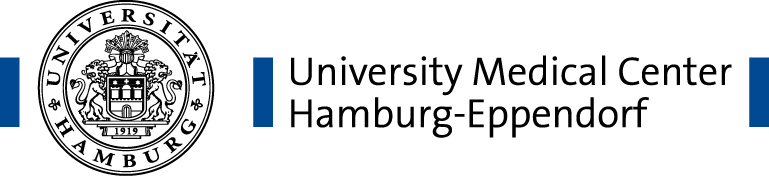 UNIVERSITÄT
HAMBURG
1919
University Medical Center
Hamburg-Eppendorf